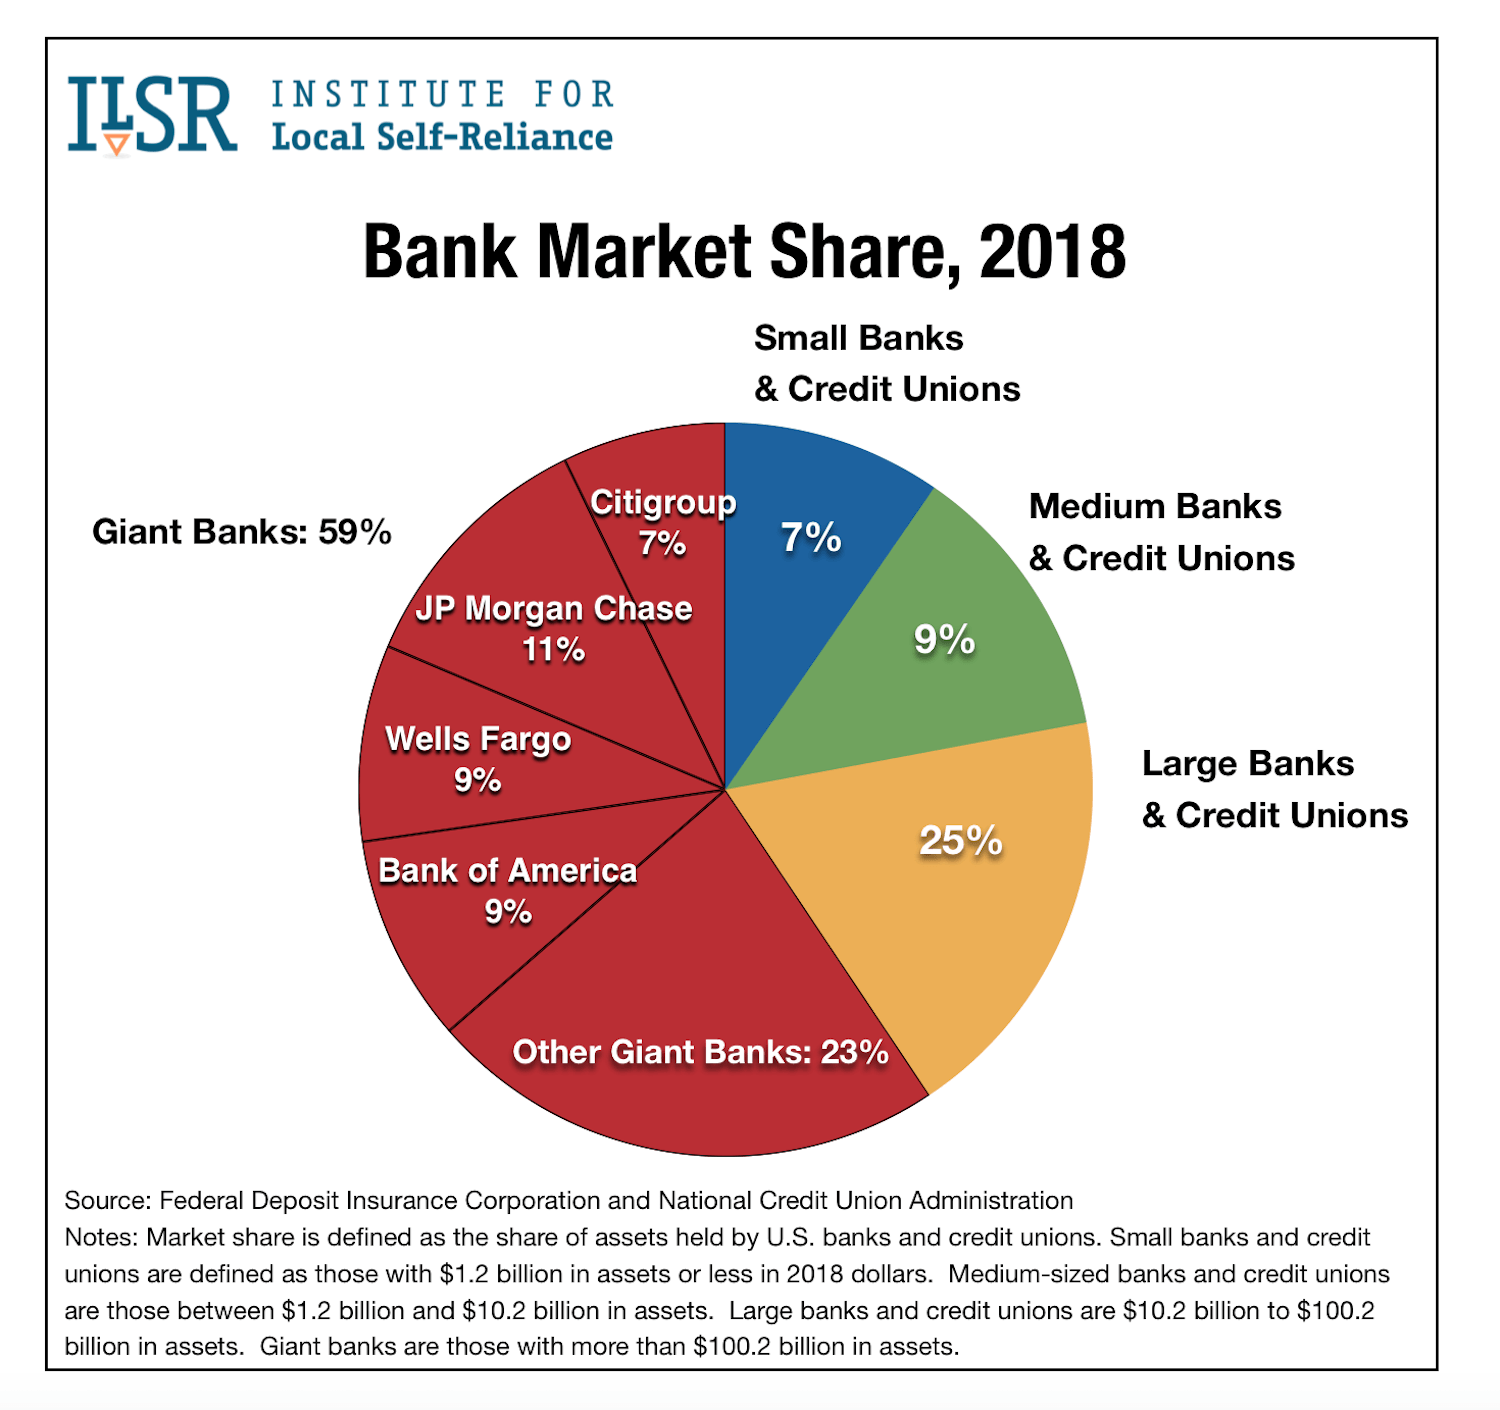 ILSR
INSTITUTE FOR
Local Self-Reliance
Bank Market Share, 2018
Small Banks
& Credit Unions
Medium Banks
& Credit Unions
Large Banks
& Credit Unions
Giant Banks: 59%
Citigroup
7%
7%
JP Morgan Chase
11%
9%
Wells Fargo
9%
25%
Bank of America
9%
Other Giant Banks: 23%
Source: Federal Deposit Insurance Corporation and National Credit Union Administration
Notes: Market share is defined as the share of assets held by U.S. banks and credit unions. Small banks and credit
unions are defined as those with $1.2 billion in assets or less in 2018 dollars.  Medium-sized banks and credit unions
are those between $1.2 billion and $10.2 billion in assets.  Large banks and credit unions are $10.2 billion to $100.2
billion in assets.  Giant banks are those with more than $100.2 billion in assets.